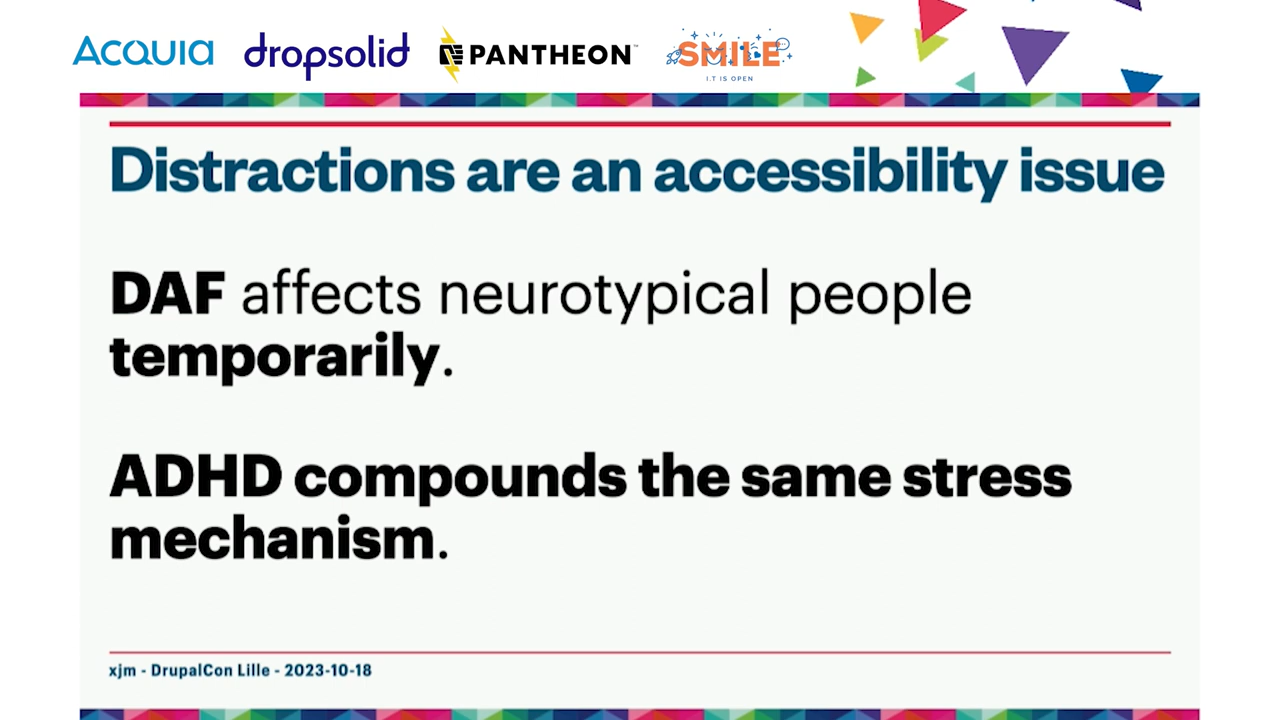 ACQUIA dropsolid PANTHEON SMILE
I.T IS OPEN
Distractions are an accessibility issue
DAF affects neurotypical people
temporarily.
ADHD compounds the same stress
mechanism.
xjm - DrupalCon Lille - 2023-10-18